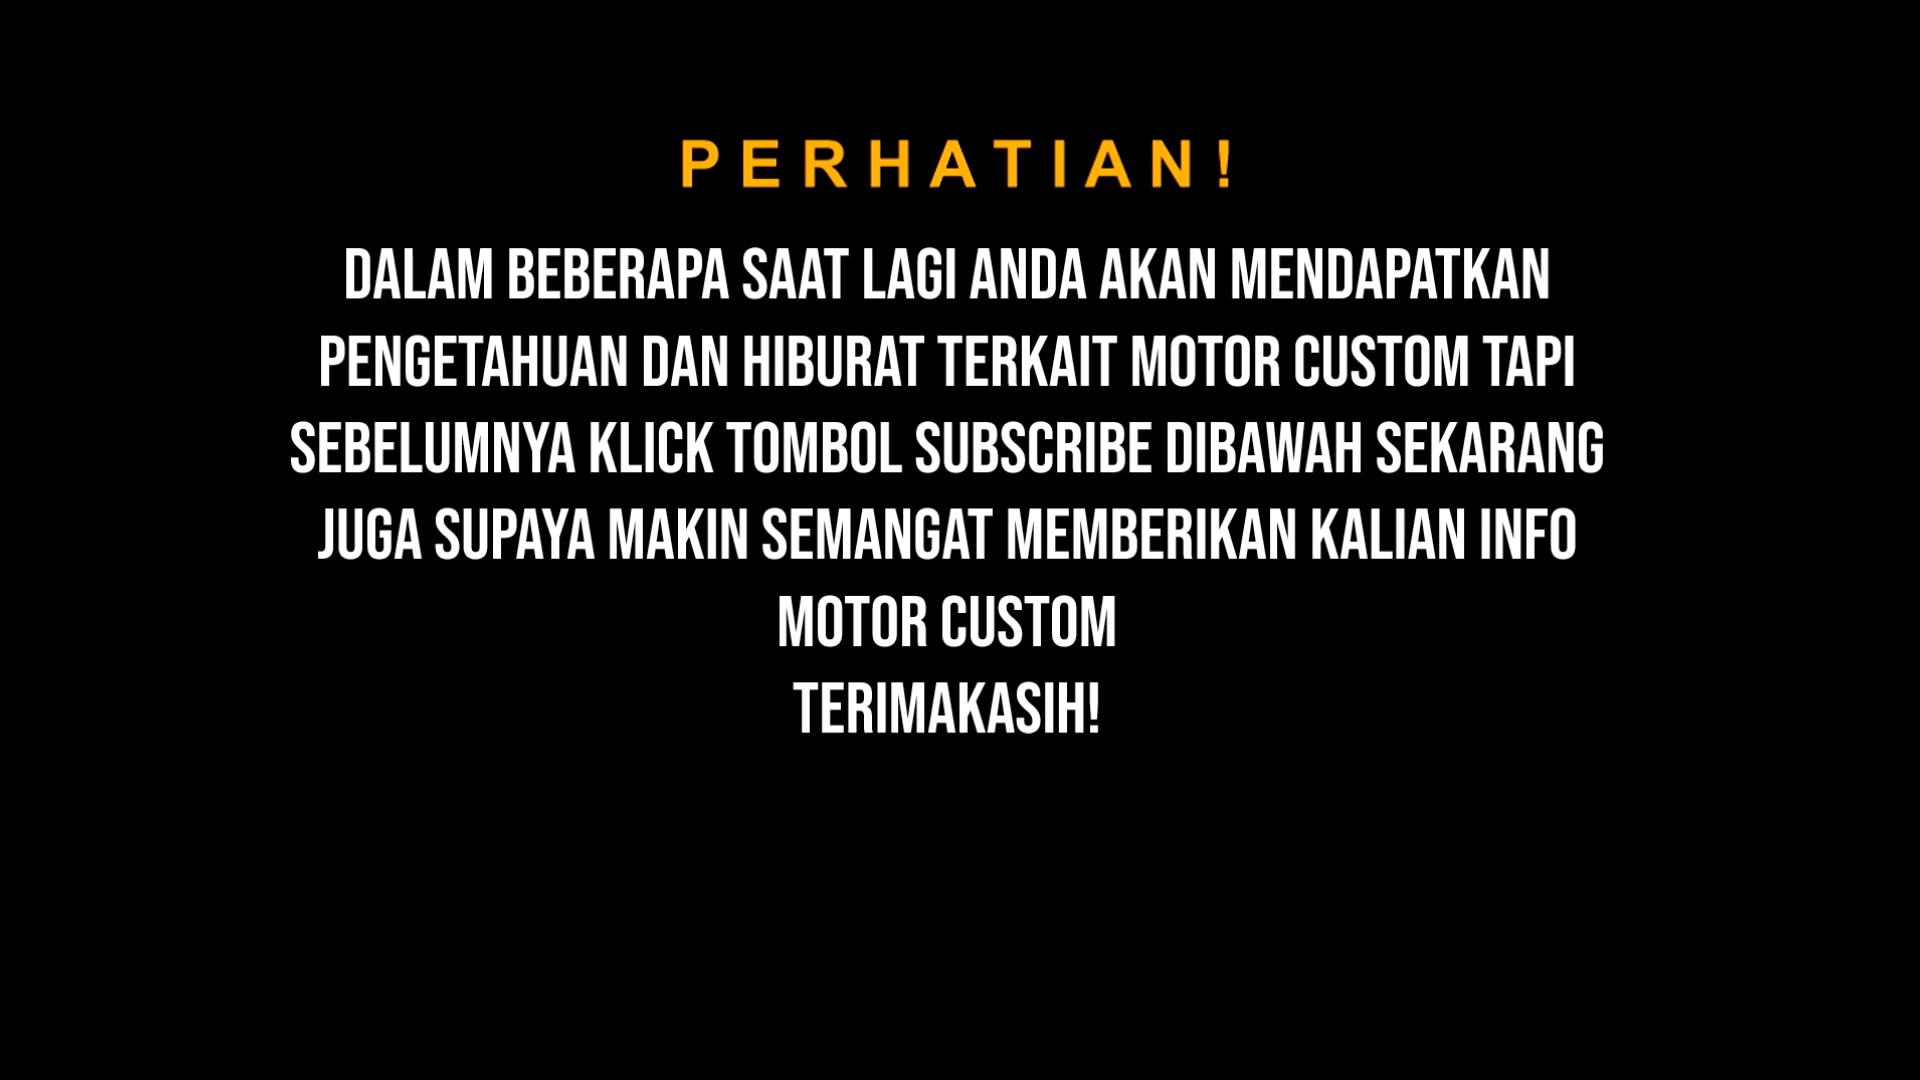 PERHATIAN!
DALAM BEBERAPA SAAT LAGI ANDA AKAN MENDAPATKAN
PENGETAHUAN DAN HIBURAT TERKAIT MOTOR CUSTOM TAPI
SEBELUMNYA KLICK TOMBOL SUBSCRIBE DIBAWAH SEKARANG
JUGA SUPAYA MAKIN SEMANGAT MEMBERIKAN KALIAN INFO
MOTOR CUSTOM
TERIMAKASIH!